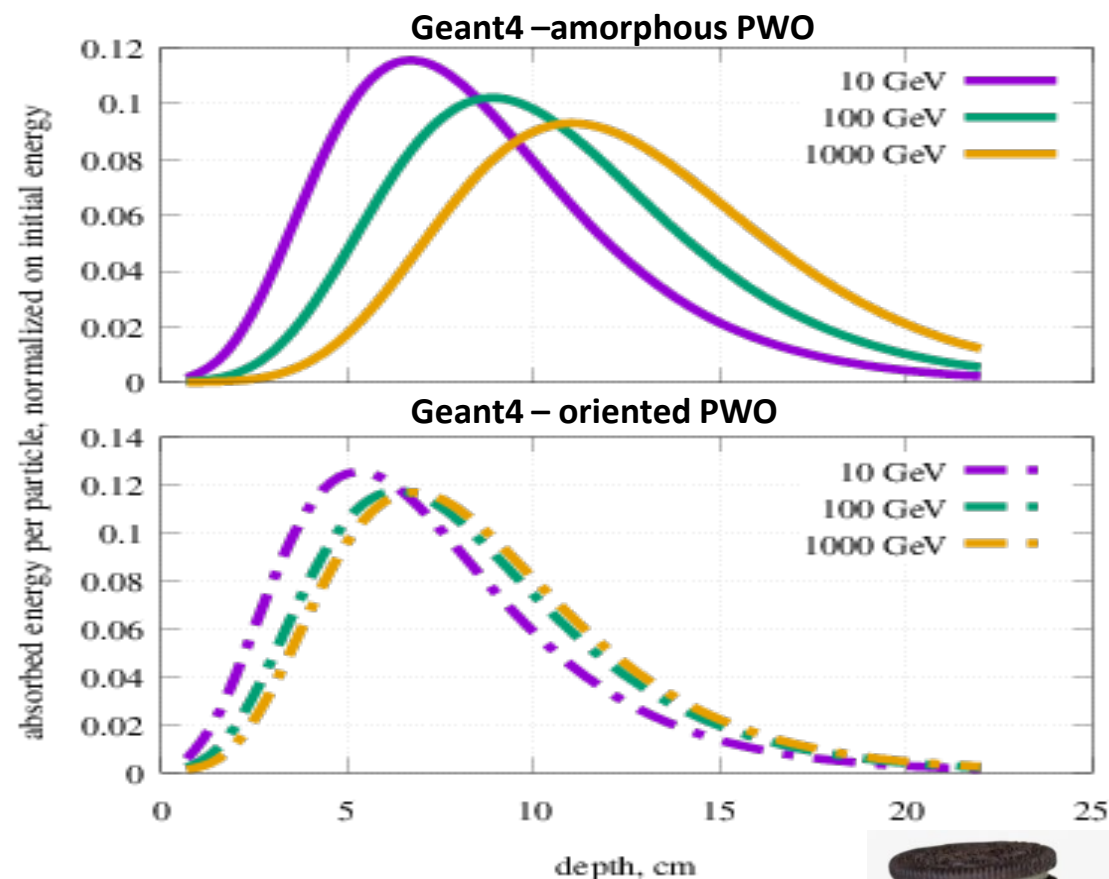 Geant4 –amorphous PWO
absorbed energy per particle, normalized on initial energy
0.12
0.1
0.08
0.06
0.04
0.02
0
10 GeV
100 GeV
1000 GeV
Geant4 – oriented PWO
0.14
0.12
0.1
0.08
0.06
0.04
0.02
0
10 GeV
100 GeV
1000 GeV
0 5 10 15 20 25
depth, cm